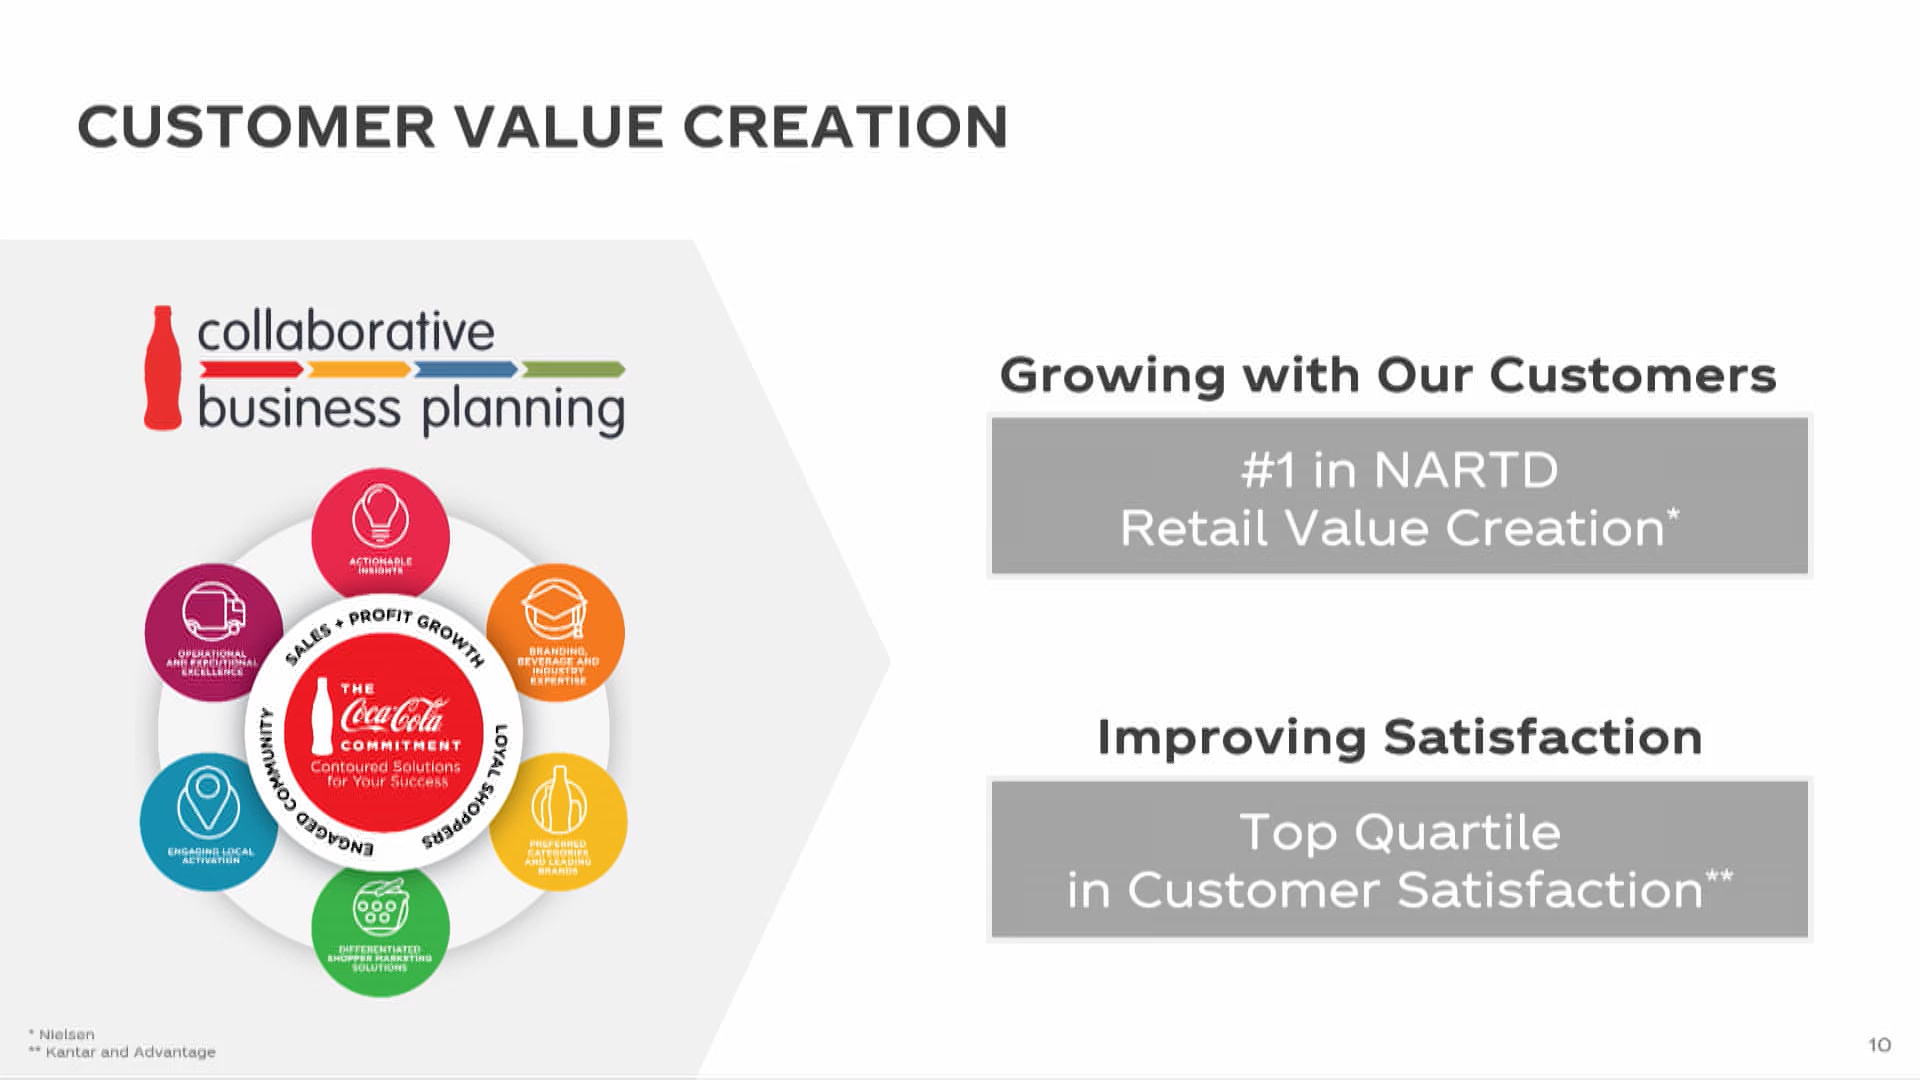 CUSTOMER VALUE CREATION
collaborative
business planning
ACTIONABLE
INSIGHTS
OPERATIONAL
AND EXECUTIONAL
EXCELLENCE
BRANDING,
BEVERAGE AND
INDUSTRY
EXPERTISE
SALES + PROFIT GROWTH
LOYAL SHOPPERS
ENGAGED COMMUNITY
THE
Coca-Cola
COMMITMENT
Contoured Solutions
for Your Success
ENGAGING LOCAL
ACTIVATION
PREFERRED
CATEGORIES
AND LEADING
BRANDS
DIFFERENTIATED
SHOPPER MARKETING
SOLUTIONS
Growing with Our Customers
#1 in NARTD
Retail Value Creation*
Improving Satisfaction
Top Quartile
in Customer Satisfaction**
* Nielsen
** Kantar and Advantage
10